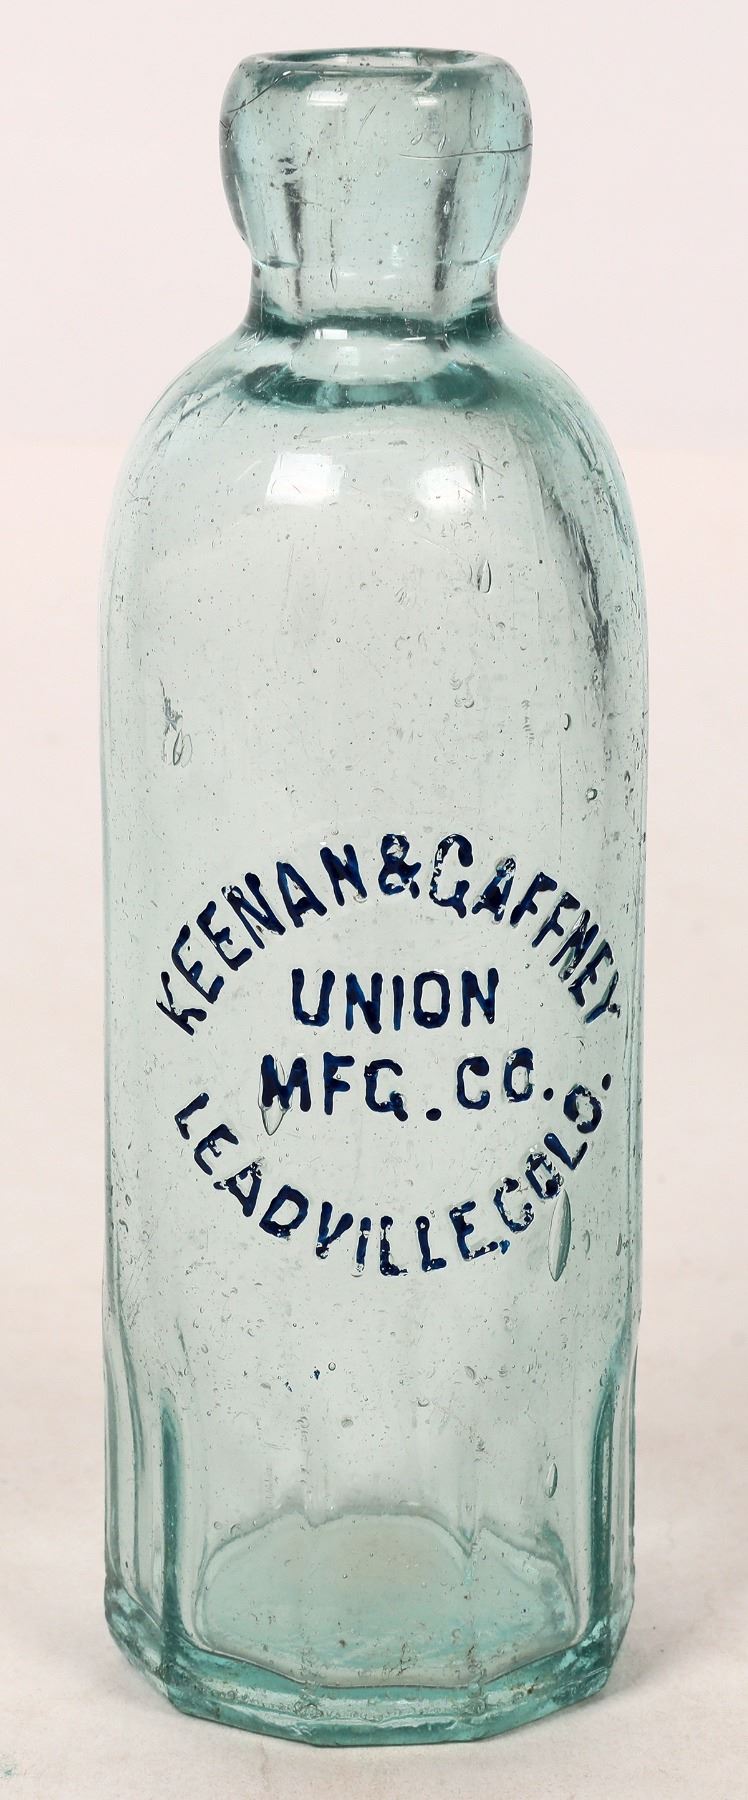 KEENAN & GAFFNEY
UNION
MFG. CO.
LEADVILLE, COLO.